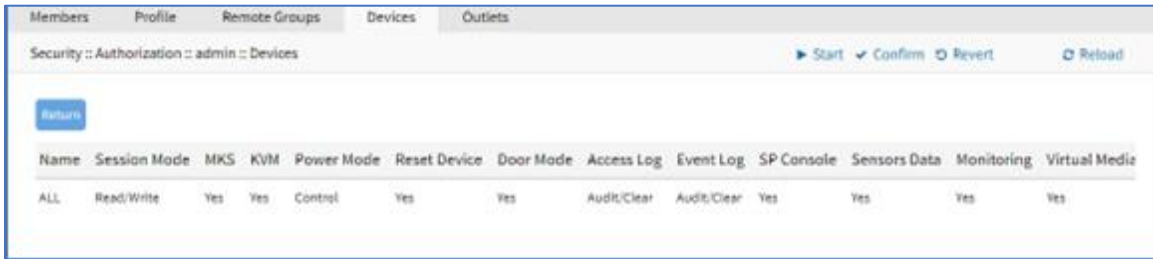 Members Profile Remote Groups Devices Outlets
Security :: Authorization :: admin :: Devices Start Confirm Revert Reload
Return
Name Session Mode MKS KVM Power Mode Reset Device Door Mode Access Log Event Log SP Console Sensors Data Monitoring Virtual Media
ALL Read/Write Yes Yes Control Yes Yes Audit/Clear Audit/Clear Yes Yes Yes Yes